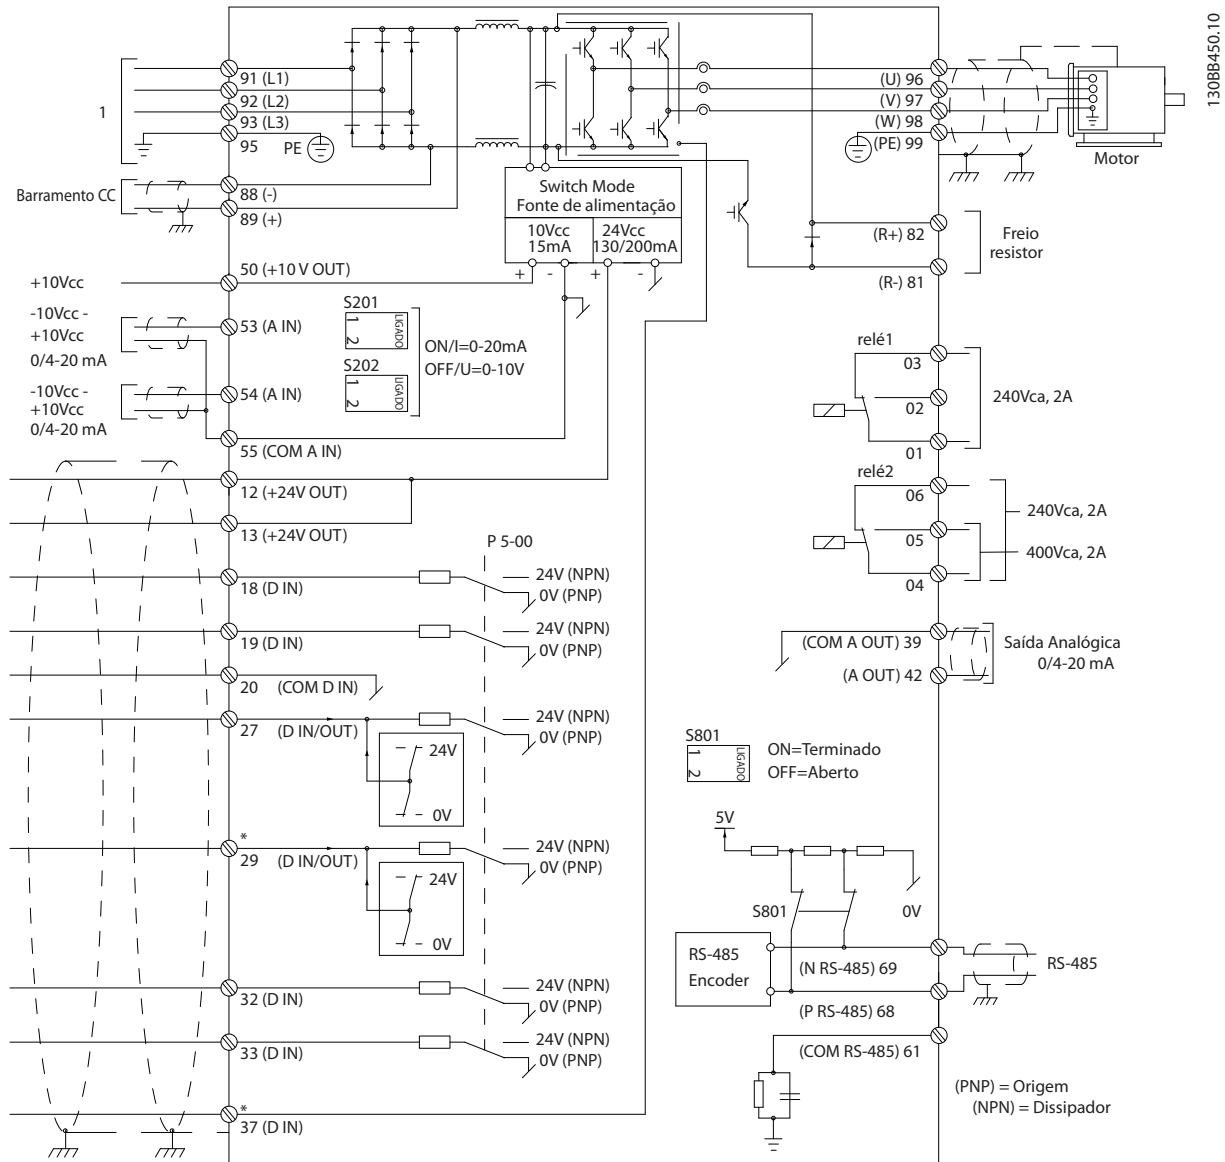 130BB450.10
1
91 (L1)
92 (L2)
93 (L3)
95
PE
(U) 96
(V) 97
(W) 98
(PE) 99
Motor
Barramento CC
88 (-)
89 (+)
Switch Mode
Fonte de alimentação
10Vcc
15mA
24Vcc
130/200mA
+ - + -
(R+) 82
(R-) 81
Freio
resistor
+10Vcc
50 (+10 V OUT)
-10Vcc -
+10Vcc
0/4-20 mA
53 (A IN)
S201
1
2
LIGADO
ON/I=0-20mA
OFF/U=0-10V
S202
1
2
LIGADO
-10Vcc -
+10Vcc
0/4-20 mA
54 (A IN)
55 (COM A IN)
relé1
03
02
01
240Vca, 2A
relé2
06
05
04
240Vca, 2A
400Vca, 2A
12 (+24V OUT)
13 (+24V OUT)
P 5-00
18 (D IN)
24V (NPN)
0V (PNP)
19 (D IN)
24V (NPN)
0V (PNP)
20
(COM D IN)
27
(D IN/OUT)
24V (NPN)
0V (PNP)
24V
0V
*
29
(D IN/OUT)
24V (NPN)
0V (PNP)
24V
0V
32 (D IN)
24V (NPN)
0V (PNP)
33 (D IN)
24V (NPN)
0V (PNP)
*
37 (D IN)
(COM A OUT) 39
(A OUT) 42
Saída Analógica
0/4-20 mA
S801
1
2
LIGADO
ON=Terminado
OFF=Aberto
5V
S801
0V
RS-485
Encoder
(N RS-485) 69
(P RS-485) 68
RS-485
(COM RS-485) 61
(PNP) = Origem
(NPN) = Dissipador